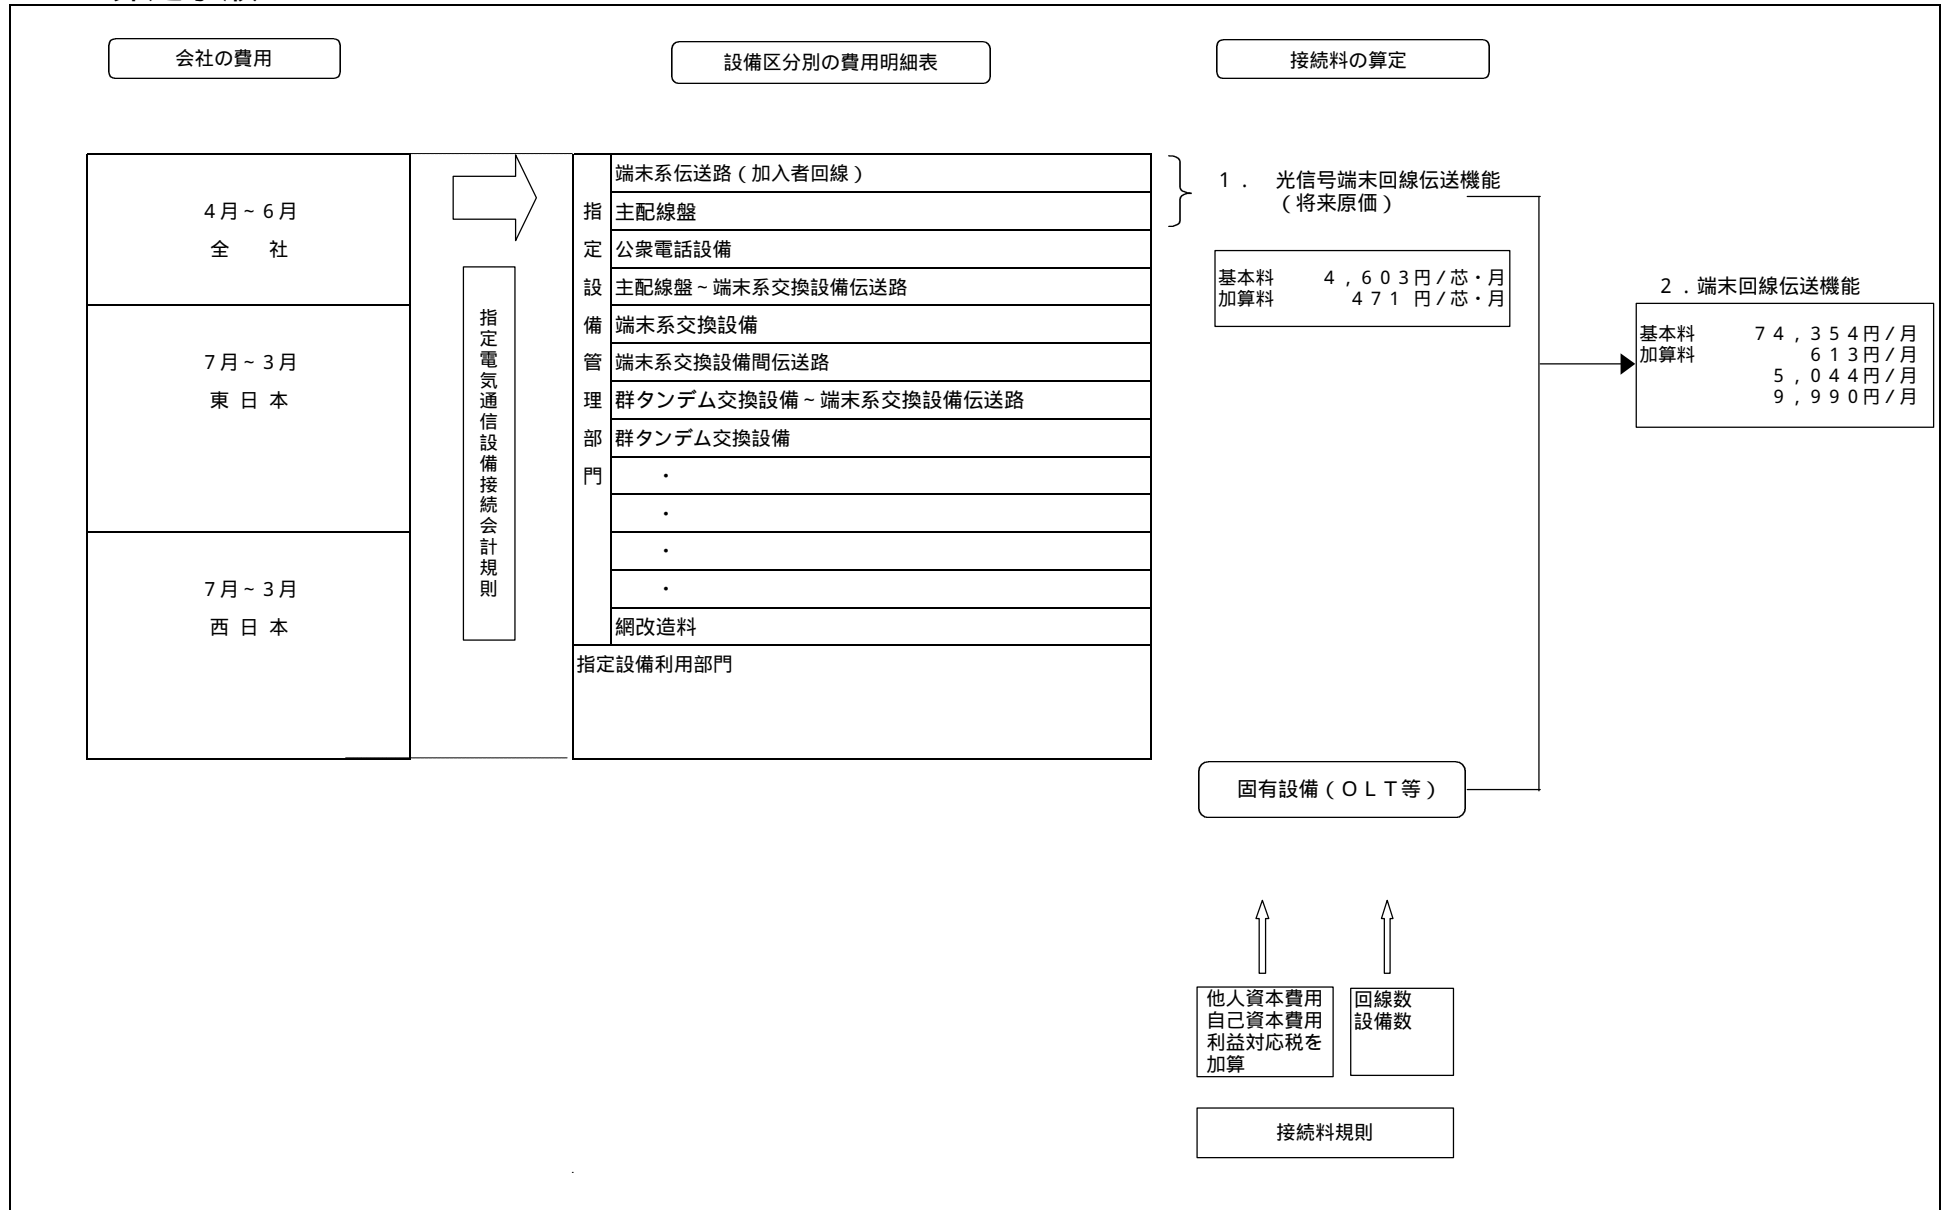 会社の費用
設備区分別の費用明細表
接続料の算定
4月~6月
全 社
7月~3月
東 日 本
7月~3月
西 日 本
指定電気通信設備接続会計規則
指定設備管理部門
端末系伝送路(加入者回線)
主配線盤
公衆電話設備
主配線盤~端末系交換設備伝送路
端末系交換設備
端末系交換設備間伝送路
群タンデム交換設備~端末系交換設備伝送路
群タンデム交換設備
・
・
・
・
網改造料
指定設備利用部門
1. 光信号端末回線伝送機能
(将来原価)
基本料 4,603円/芯・月
加算料 471円/芯・月
2.端末回線伝送機能
基本料 74,354円/月
加算料 613円/月
5,044円/月
9,990円/月
固有設備(OLT等)
他人資本費用
自己資本費用
利益対応税を
加算
回線数
設備数
接続料規則